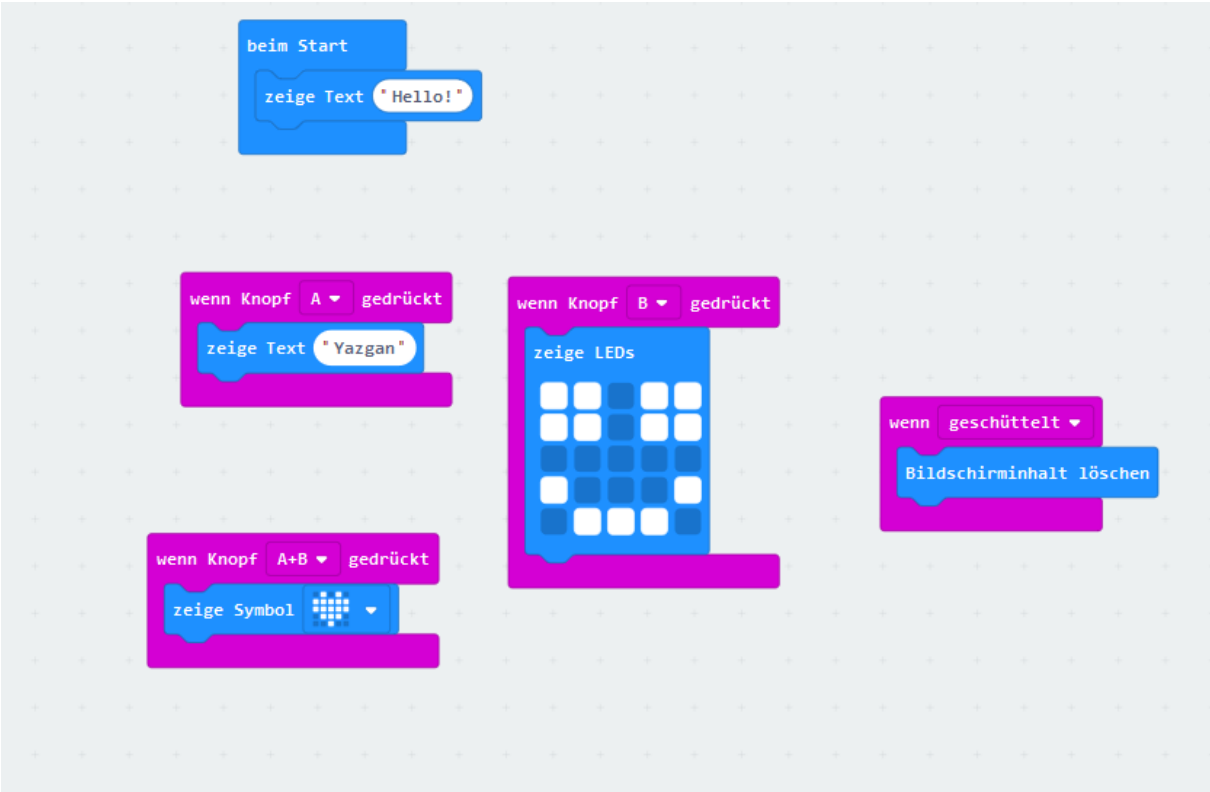 beim Start
zeige Text "Hello!"
wenn Knopf A gedrückt
zeige Text "Yazgan"
wenn Knopf B gedrückt
zeige LEDs
wenn geschüttelt
Bildschirminhalt löschen
wenn Knopf A+B gedrückt
zeige Symbol